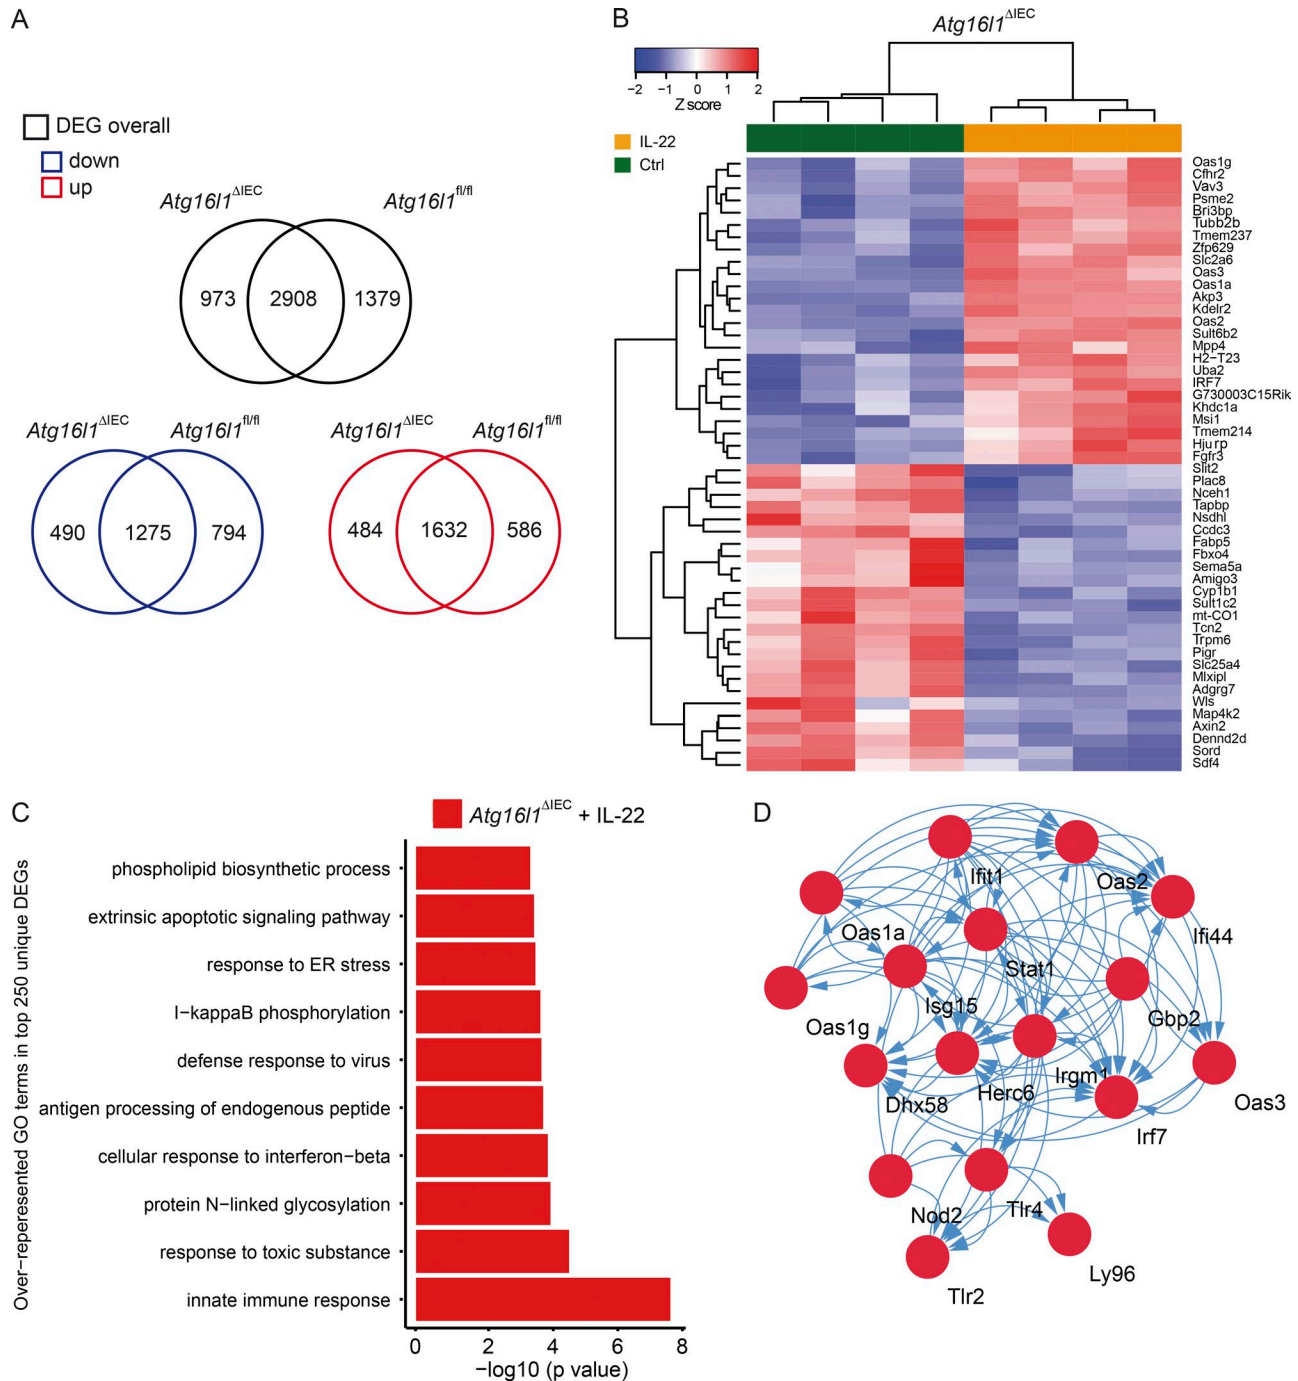 A
DEG overall
down
up
Atg16l1ΔIEC
Atg16l1fl/fl
973
2908
1379
Atg16l1ΔIEC
Atg16l1fl/fl
490
1275
794
Atg16l1ΔIEC
Atg16l1fl/fl
484
1632
586
B
Atg16l1ΔIEC
−2 −1 0 1 2
Z score
IL-22
Ctrl
Oas1g
Cfhr2
Vav3
Psme2
Bri3bp
Tubb2b
Tmem237
Zfp629
Slc2a6
Oas3
Oas1a
Akp3
Kdelr2
Oas2
Sult6b2
Mpp4
H2−T23
Uba2
IRF7
G730003C15Rik
Khdc1a
Msi1
Tmem214
Hjurp
Fgfr3
Slit2
Plac8
Nceh1
Tapbp
Nsdhl
Ccdc3
Fabp5
Fbxo4
Sema5a
Amigo3
Cyp1b1
Sult1c2
mt-CO1
Tcn2
Trpm6
Pigr
Slc25a4
Mlxipl
Adgrg7
Wls
Map4k2
Axin2
Dennd2d
Sord
Sdf4
C
Atg16l1ΔIEC + IL-22
Over−represented GO terms in top 250 unique DEGs
phospholipid biosynthetic process
extrinsic apoptotic signaling pathway
response to ER stress
I−kappaB phosphorylation
defense response to virus
antigen processing of endogenous peptide
cellular response to interferon−beta
protein N−linked glycosylation
response to toxic substance
innate immune response
0 2 4 6 8
−log10 (p value)
D
Ifit1
Oas2
Oas1a
Ifi44
Stat1
Isg15
Gbp2
Oas1g
Irgm1
Herc6
Dhx58
Oas3
Irf7
Nod2
Tlr4
Ly96
Tlr2